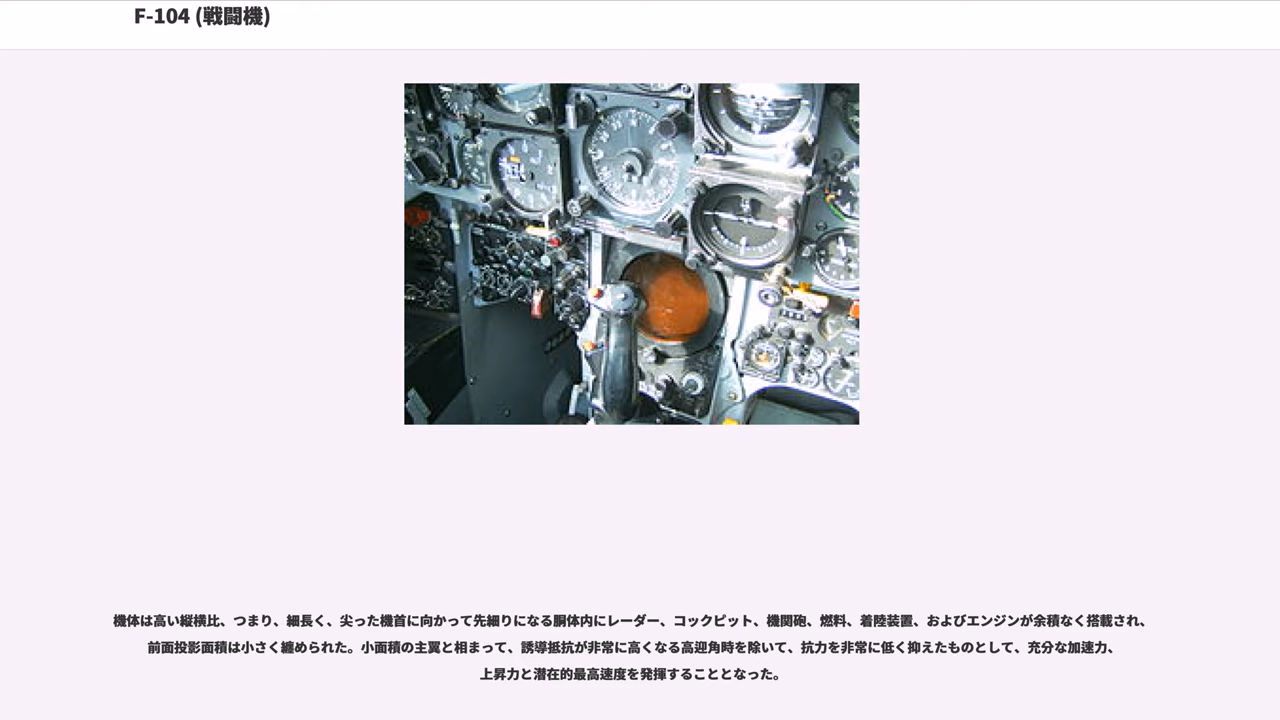 F-104 (戦闘機)
機体は高い縦横比、つまり、細長く、尖った機首に向かって先細りになる胴体内にレーダー、コックピット、機関砲、燃料、着陸装置、およびエンジンが余積なく搭載され、
前面投影面積は小さく纏められた。小面積の主翼と相まって、誘導抵抗が非常に高くなる高迎角時を除いて、抗力を非常に低く抑えたものとして、充分な加速力、
上昇力と潜在的最高速度を発揮することとなった。